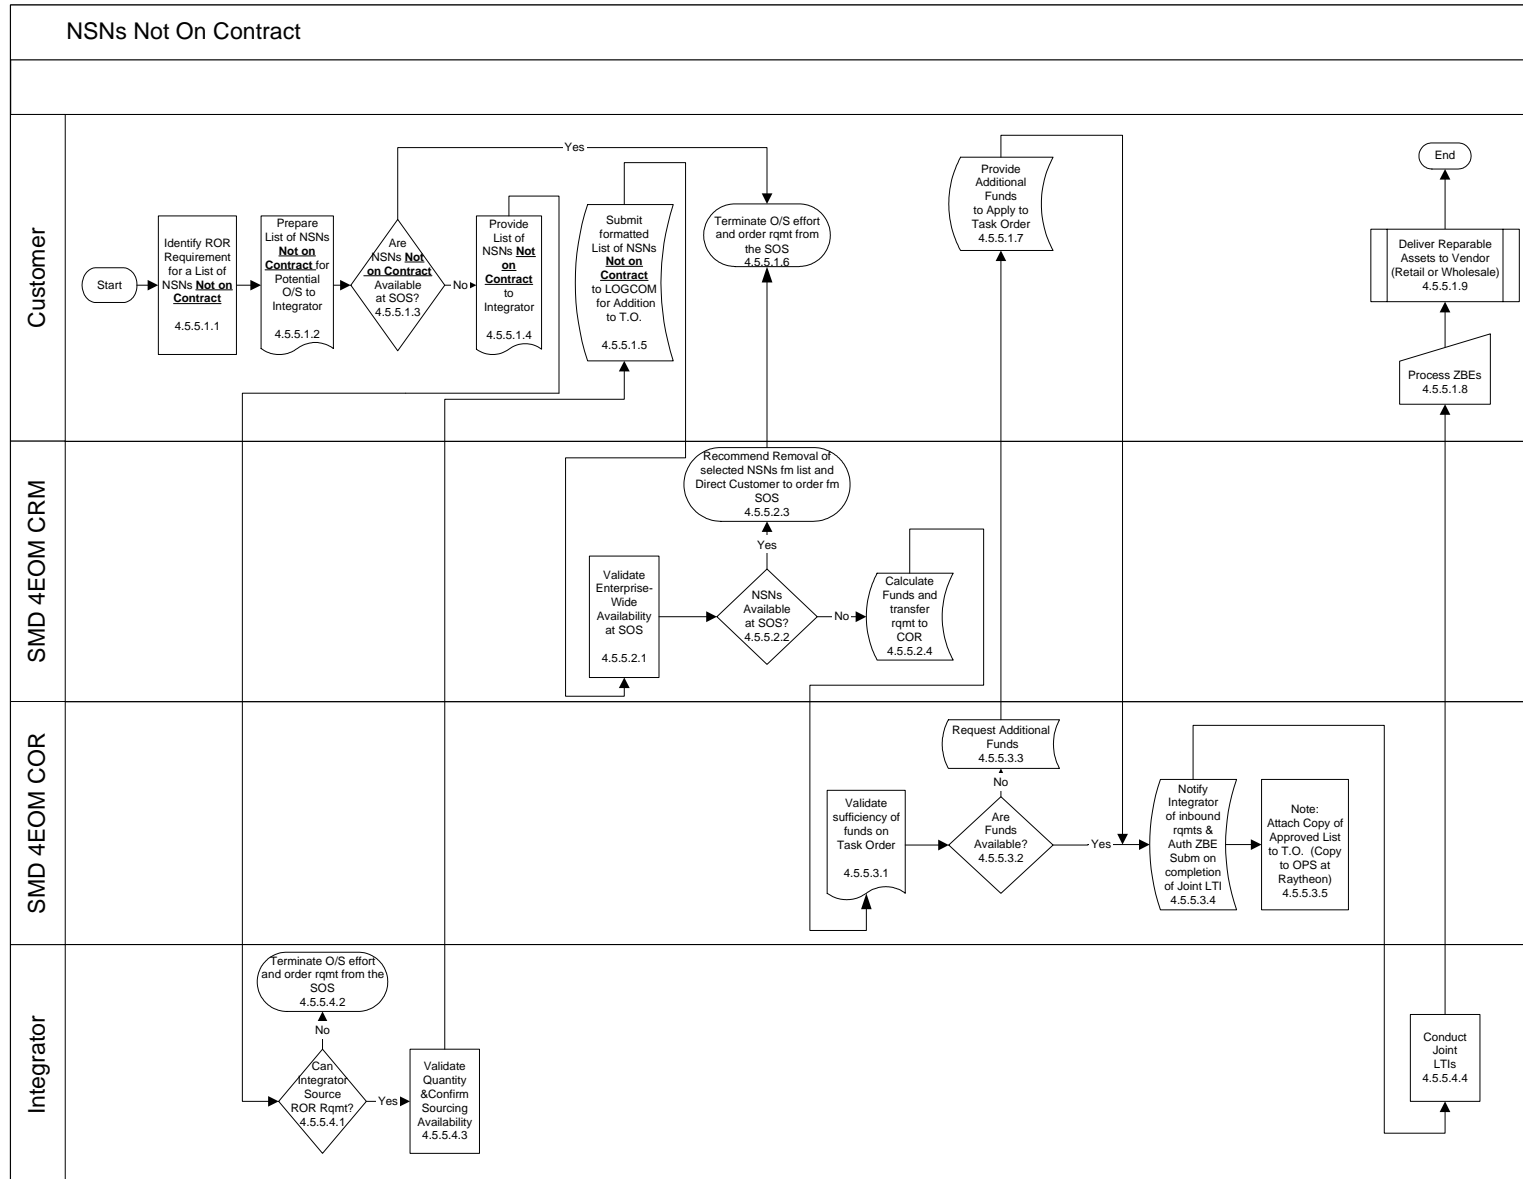 NSNs Not On Contract
Customer
Start
Identify ROR
Requirement
for a List of
NSNs Not on
Contract
4.5.5.1.1
Prepare
List of NSNs
Not on
Contract for
Potential
O/S to
Integrator
4.5.5.1.2
Are
NSNs Not
on Contract
Available
at SOS?
4.5.5.1.3
Yes
No
Provide
List of
NSNs Not
on
Contract
to
Integrator
4.5.5.1.4
Submit
formatted
List of NSNs
Not on
Contract
to LOGCOM
for Addition
to T.O.
4.5.5.1.5
Terminate O/S effort
and order rqmt from
the SOS
4.5.5.1.6
Provide
Additional
Funds
to Apply to
Task Order
4.5.5.1.7
End
Deliver Reparable
Assets to Vendor
(Retail or Wholesale)
4.5.5.1.9
Process ZBEs
4.5.5.1.8
SMD 4EOM CRM
Recommend Removal of
selected NSNs fm list and
Direct Customer to order fm
SOS
4.5.5.2.3
Yes
Validate
Enterprise-
Wide
Availability
at SOS
4.5.5.2.1
NSNs
Available
at SOS?
4.5.5.2.2
No
Calculate
Funds and
transfer
rqmt to
COR
4.5.5.2.4
SMD 4EOM COR
Request Additional
Funds
4.5.5.3.3
No
Validate
sufficiency of
funds on
Task Order
4.5.5.3.1
Are
Funds
Available?
4.5.5.3.2
Yes
Notify
Integrator
of inbound
rqmts &
Auth ZBE
Subm on
completion
of Joint LTI
4.5.5.3.4
Note:
Attach Copy of
Approved List
to T.O. (Copy
to OPS at
Raytheon)
4.5.5.3.5
Integrator
Terminate O/S effort
and order rqmt from the
SOS
4.5.5.4.2
No
Can
Integrator
Source
ROR Rqmt?
4.5.5.4.1
Yes
Validate
Quantity
&Confirm
Sourcing
Availability
4.5.5.4.3
Conduct
Joint
LTIs
4.5.5.4.4